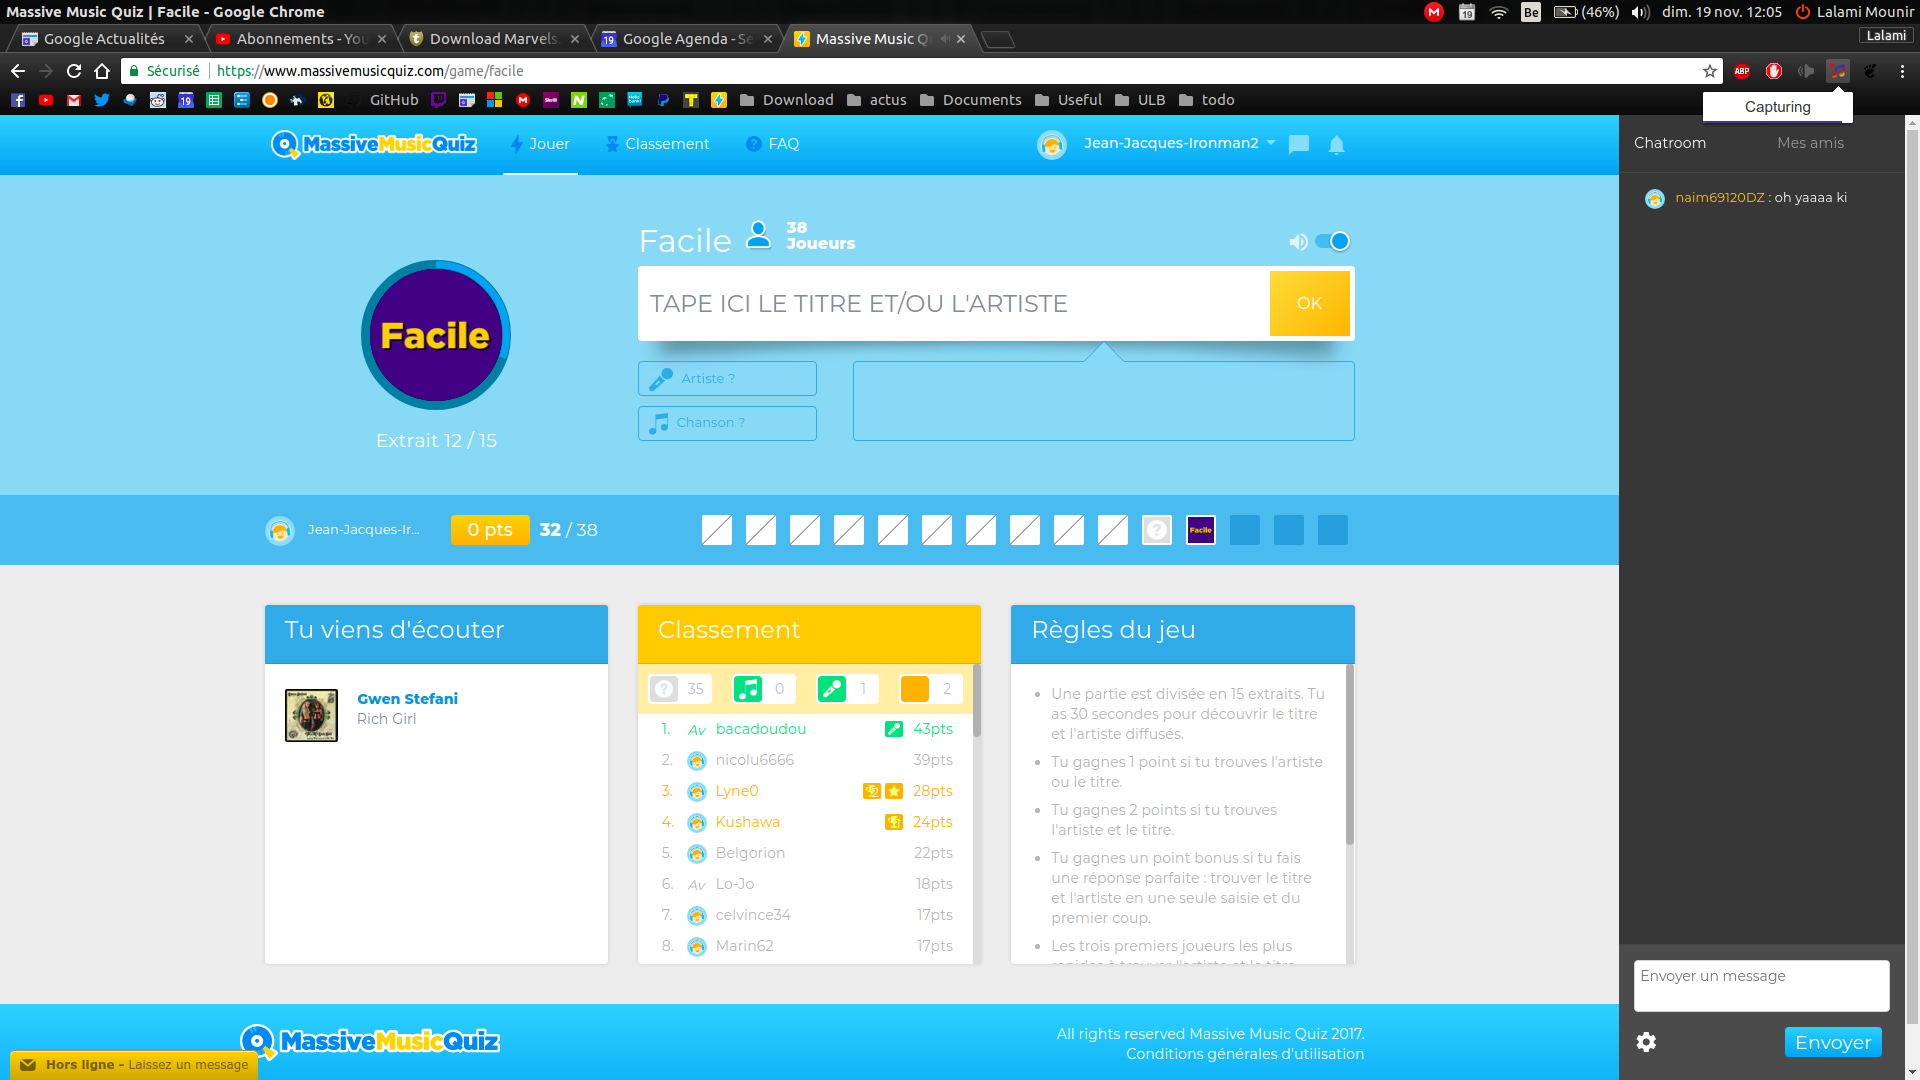 Massive Music Quiz | Facile - Google Chrome
19
Be
(46%)
dim. 19 nov. 12:05
Lalami Mounir
Google Actualités
Abonnements - You
Download Marvels
Google Agenda - Se
Massive Music Q
Lalami
Sécurisé
https://www.massivemusicquiz.com/game/facile
ABP
GitHub
Download
actus
Documents
Useful
ULB
todo
Capturing
MassiveMusicQuiz
Jouer
Classement
FAQ
Jean-Jacques-Ironman2
Chatroom
Mes amis
naim69120DZ : oh yaaaa ki
Facile
38
Joueurs
TAPE ICI LE TITRE ET/OU L'ARTISTE
OK
Facile
Artiste ?
Chanson ?
Extrait 12 / 15
Jean-Jacques-Ir...
0 pts
32 / 38
?
Facile
Tu viens d'écouter
Gwen Stefani
Rich Girl
Classement
? 35
0
1
2
1. Av bacadoudou 43pts
2. nicolu6666 39pts
3. Lyne0 28pts
4. Kushawa 24pts
5. Belgorion 22pts
6. Av Lo-Jo 18pts
7. celvince34 17pts
8. Marin62 17pts
Règles du jeu
Une partie est divisée en 15 extraits. Tu
as 30 secondes pour découvrir le titre
et l'artiste diffusés.
Tu gagnes 1 point si tu trouves l'artiste
ou le titre.
Tu gagnes 2 points si tu trouves
l'artiste et le titre.
Tu gagnes un point bonus si tu fais
une réponse parfaite : trouver le titre
et l'artiste en une seule saisie et du
premier coup.
Les trois premiers joueurs les plus
rapides à trouver l'artiste et le titre
Envoyer un message
Envoyer
MassiveMusicQuiz
All rights reserved Massive Music Quiz 2017.
Conditions générales d'utilisation
Hors ligne - Laissez un message